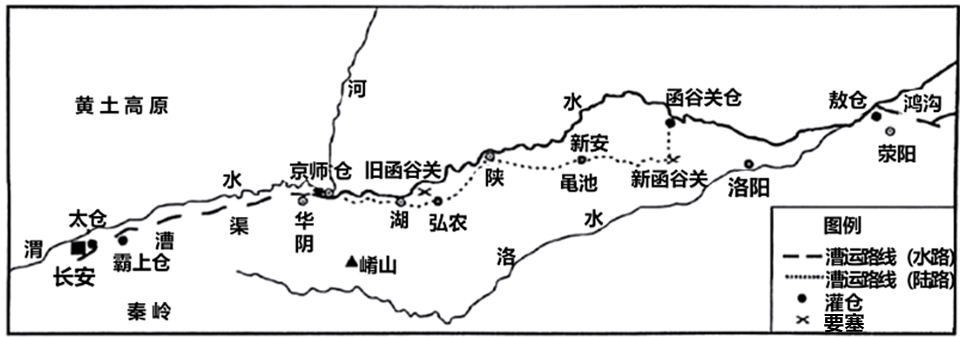 黄土高原
河
水
函谷关仓
敖仓
鸿沟
荥阳
新安
黾池
新函谷关
洛阳
陕
京师仓
旧函谷关
水
渠
华阴
湖
弘农
太仓
渭
漕
霸上仓
长安
崤山
洛
水
秦岭
图例
漕运路线（水路）
漕运路线（陆路）
灌仓
要塞